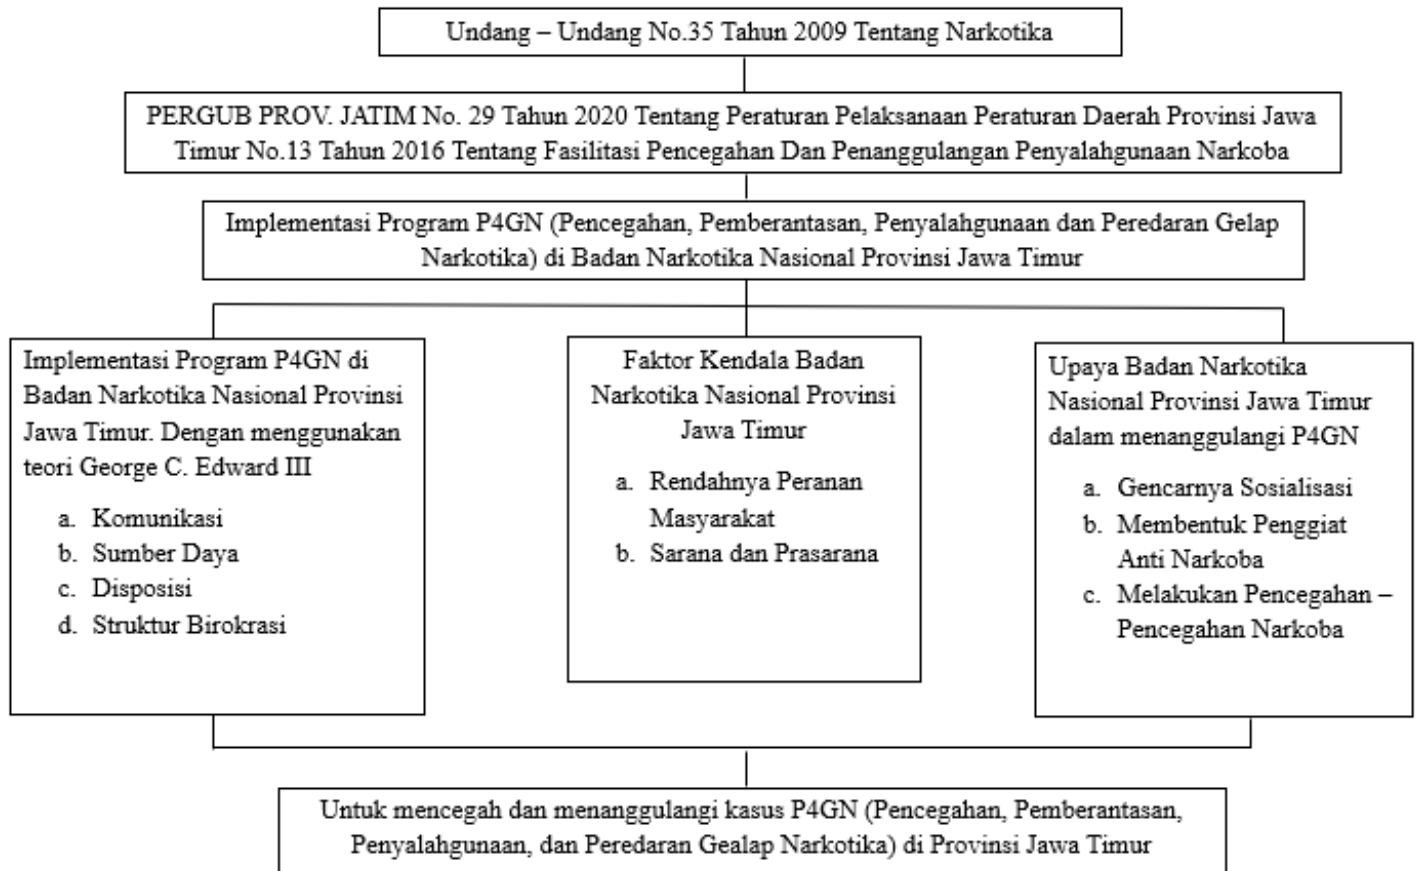 Undang – Undang No.35 Tahun 2009 Tentang Narkotika
PERGUB PROV. JATIM No. 29 Tahun 2020 Tentang Peraturan Pelaksanaan Peraturan Daerah Provinsi Jawa
Timur No.13 Tahun 2016 Tentang Fasilitasi Pencegahan Dan Penanggulangan Penyalahgunaan Narkoba
Implementasi Program P4GN (Pencegahan, Pemberantasan, Penyalahgunaan dan Peredaran Gelap
Narkotika) di Badan Narkotika Nasional Provinsi Jawa Timur
Implementasi Program P4GN di
Badan Narkotika Nasional Provinsi
Jawa Timur. Dengan menggunakan
teori George C. Edward III
a. Komunikasi
b. Sumber Daya
c. Disposisi
d. Struktur Birokrasi
Faktor Kendala Badan
Narkotika Nasional Provinsi
Jawa Timur
a. Rendahnya Peranan
Masyarakat
b. Sarana dan Prasarana
Upaya Badan Narkotika
Nasional Provinsi Jawa Timur
dalam menanggulangi P4GN
a. Gencarnya Sosialisasi
b. Membentuk Penggiat
Anti Narkoba
c. Melakukan Pencegahan –
Pencegahan Narkoba
Untuk mencegah dan menanggulangi kasus P4GN (Pencegahan, Pemberantasan,
Penyalahgunaan, dan Peredaran Gealap Narkotika) di Provinsi Jawa Timur